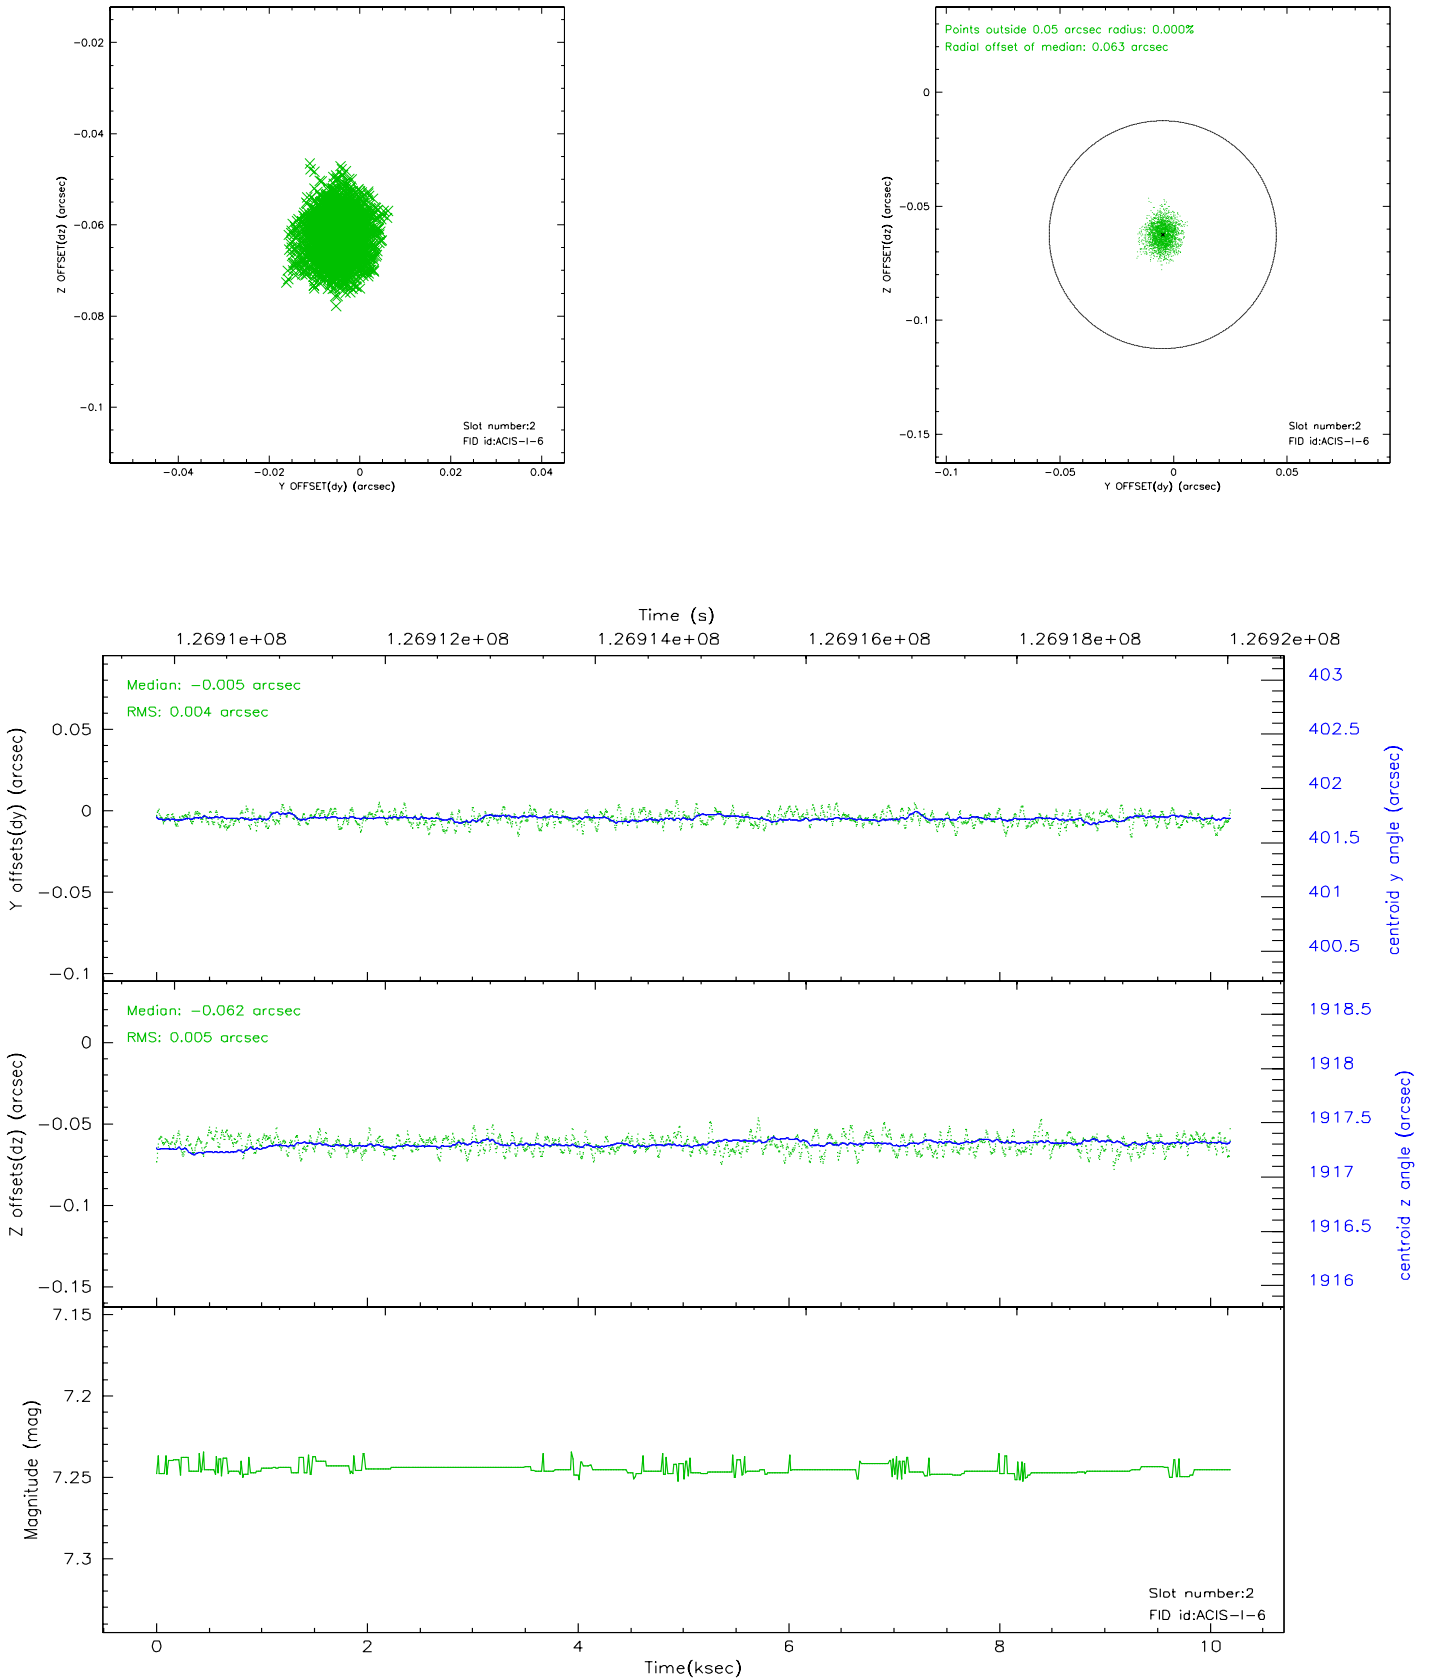 −0.02
−0.04
−0.06
−0.08
−0.1
Z OFFSET(dz) (arcsec)
Slot number:2
FID id:ACIS−I−6
−0.04
−0.02
0
0.02
0.04
Y OFFSET(dy) (arcsec)
Points outside 0.05 arcsec radius: 0.000%
Radial offset of median: 0.063 arcsec
0
−0.05
−0.1
−0.15
Z OFFSET(dz) (arcsec)
Slot number:2
FID id:ACIS−I−6
−0.1
−0.05
0
0.05
Y OFFSET(dy) (arcsec)
Time (s)
1.2691e+08
1.26912e+08
1.26914e+08
1.26916e+08
1.26918e+08
1.2692e+08
Median: −0.005 arcsec
RMS: 0.004 arcsec
0.05
0
−0.05
−0.1
Y offsets(dy) (arcsec)
403
402.5
402
401.5
401
400.5
centroid y angle (arcsec)
Median: −0.062 arcsec
RMS: 0.005 arcsec
0
−0.05
−0.1
−0.15
Z offsets(dz) (arcsec)
1918.5
1918
1917.5
1917
1916.5
1916
centroid z angle (arcsec)
7.15
7.2
7.25
7.3
Magnitude (mag)
Slot number:2
FID id:ACIS−I−6
0
2
4
6
8
10
Time(ksec)